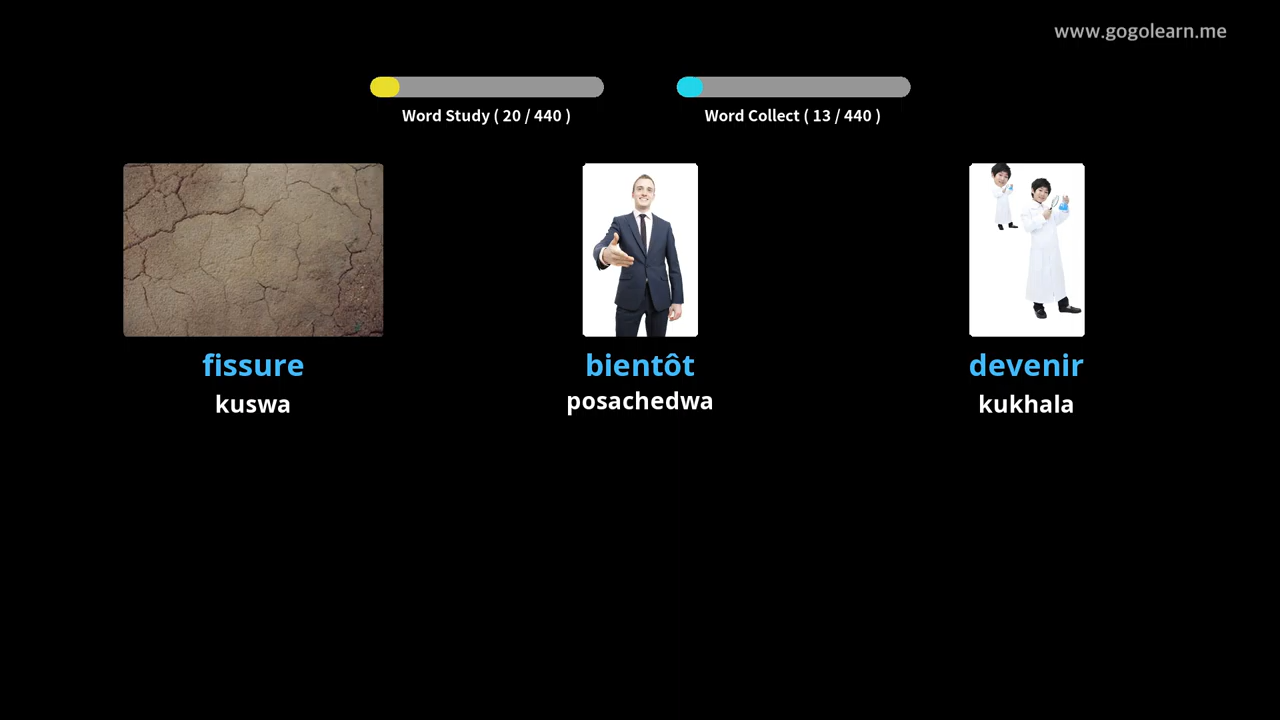 www.gogolearn.me
Word Study ( 20 / 440 )
Word Collect ( 13 / 440 )
fissure
kuswa
bientôt
posachedwa
devenir
kukhala